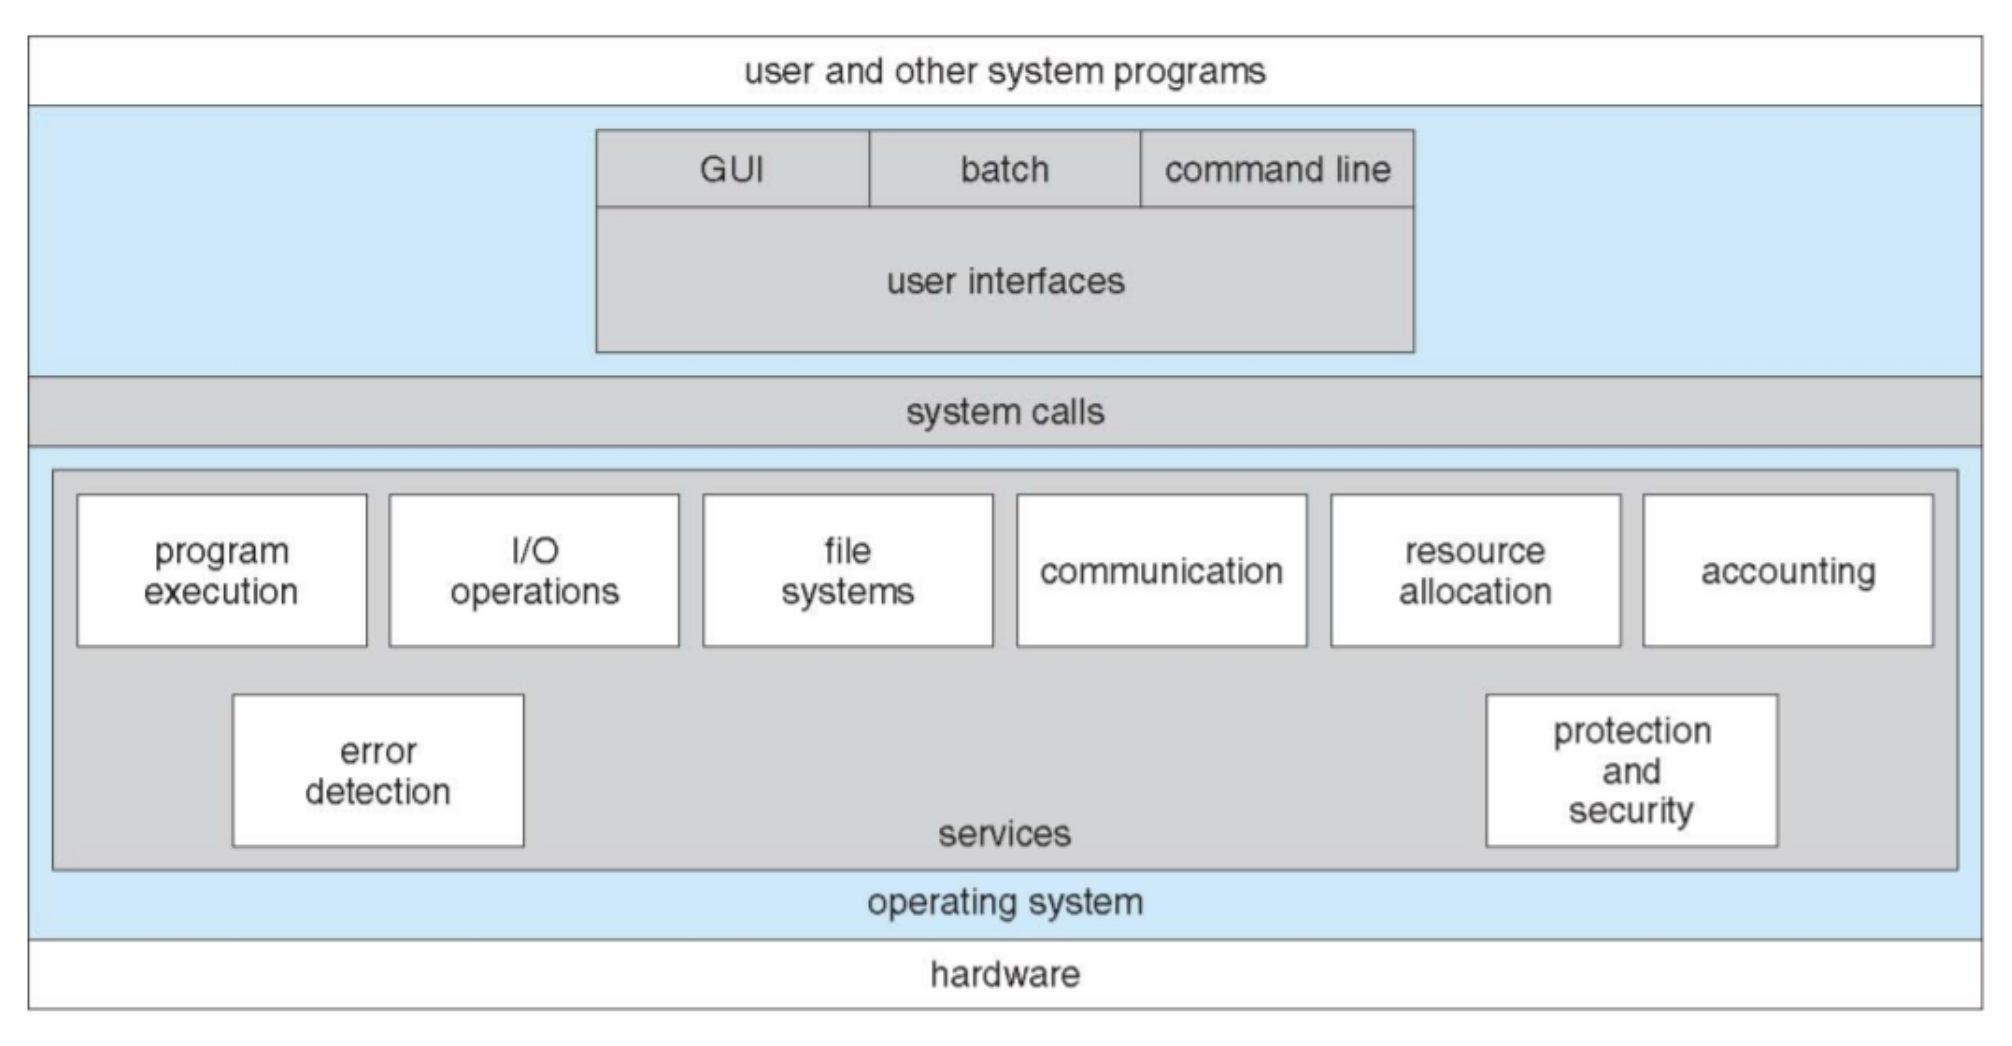 user and other system programs
GUI
batch
command line
user interfaces
system calls
program
execution
I/O
operations
file
systems
communication
resource
allocation
accounting
error
detection
protection
and
security
services
operating system
hardware